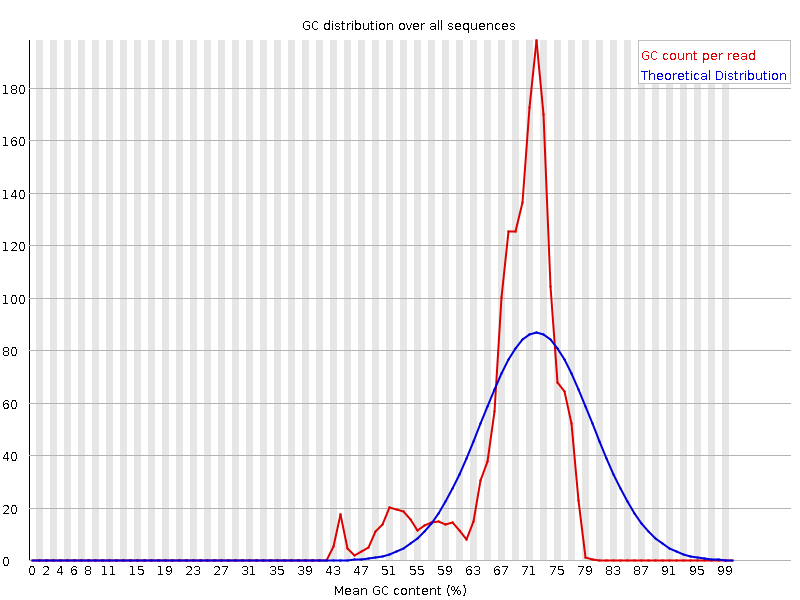 GC distribution over all sequences
GC count per read
Theoretical Distribution
180
160
140
120
100
80
60
40
20
0
0 2 4 6 8 11 15 19 23 27 31 35 39 43 47 51 55 59 63 67 71 75 79 83 87 91 95 99
Mean GC content (%)